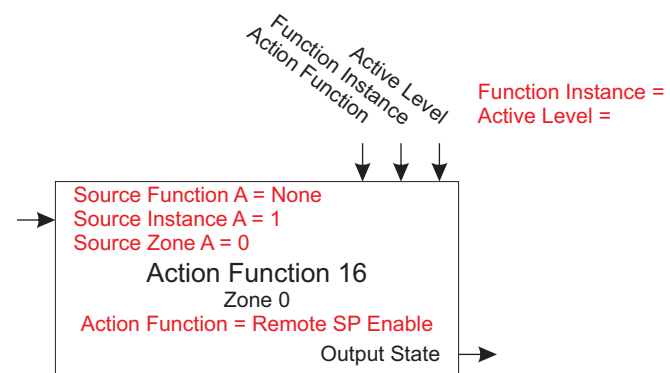 Function Instance
Action Function
Active Level
Function Instance =
Active Level =
Source Function A = None
Source Instance A = 1
Source Zone A = 0
Action Function 16
Zone 0
Action Function = Remote SP Enable
Output State